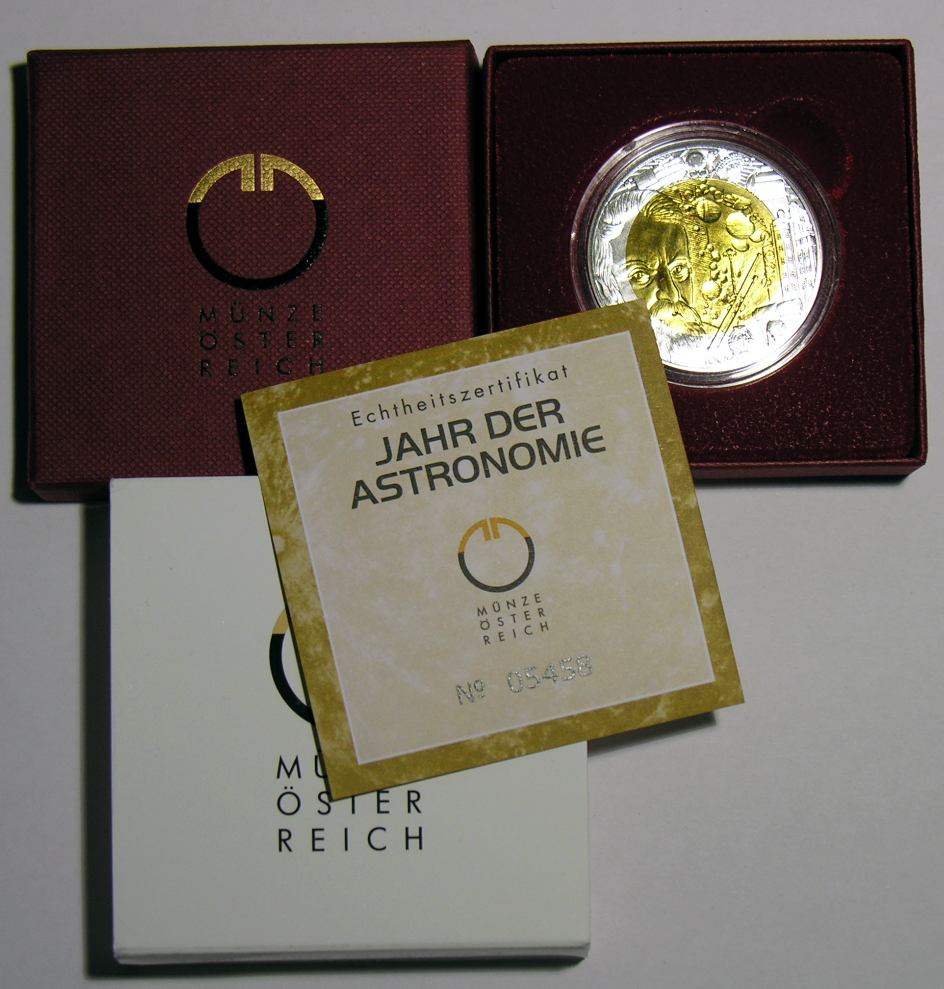 MÜNZE
ÖSTER
REICH
Echtheitszertifikat
JAHR DER
ASTRONOMIE
MÜNZE
ÖSTER
REICH
Nº 05458
MÜ
ÖSTER
REICH